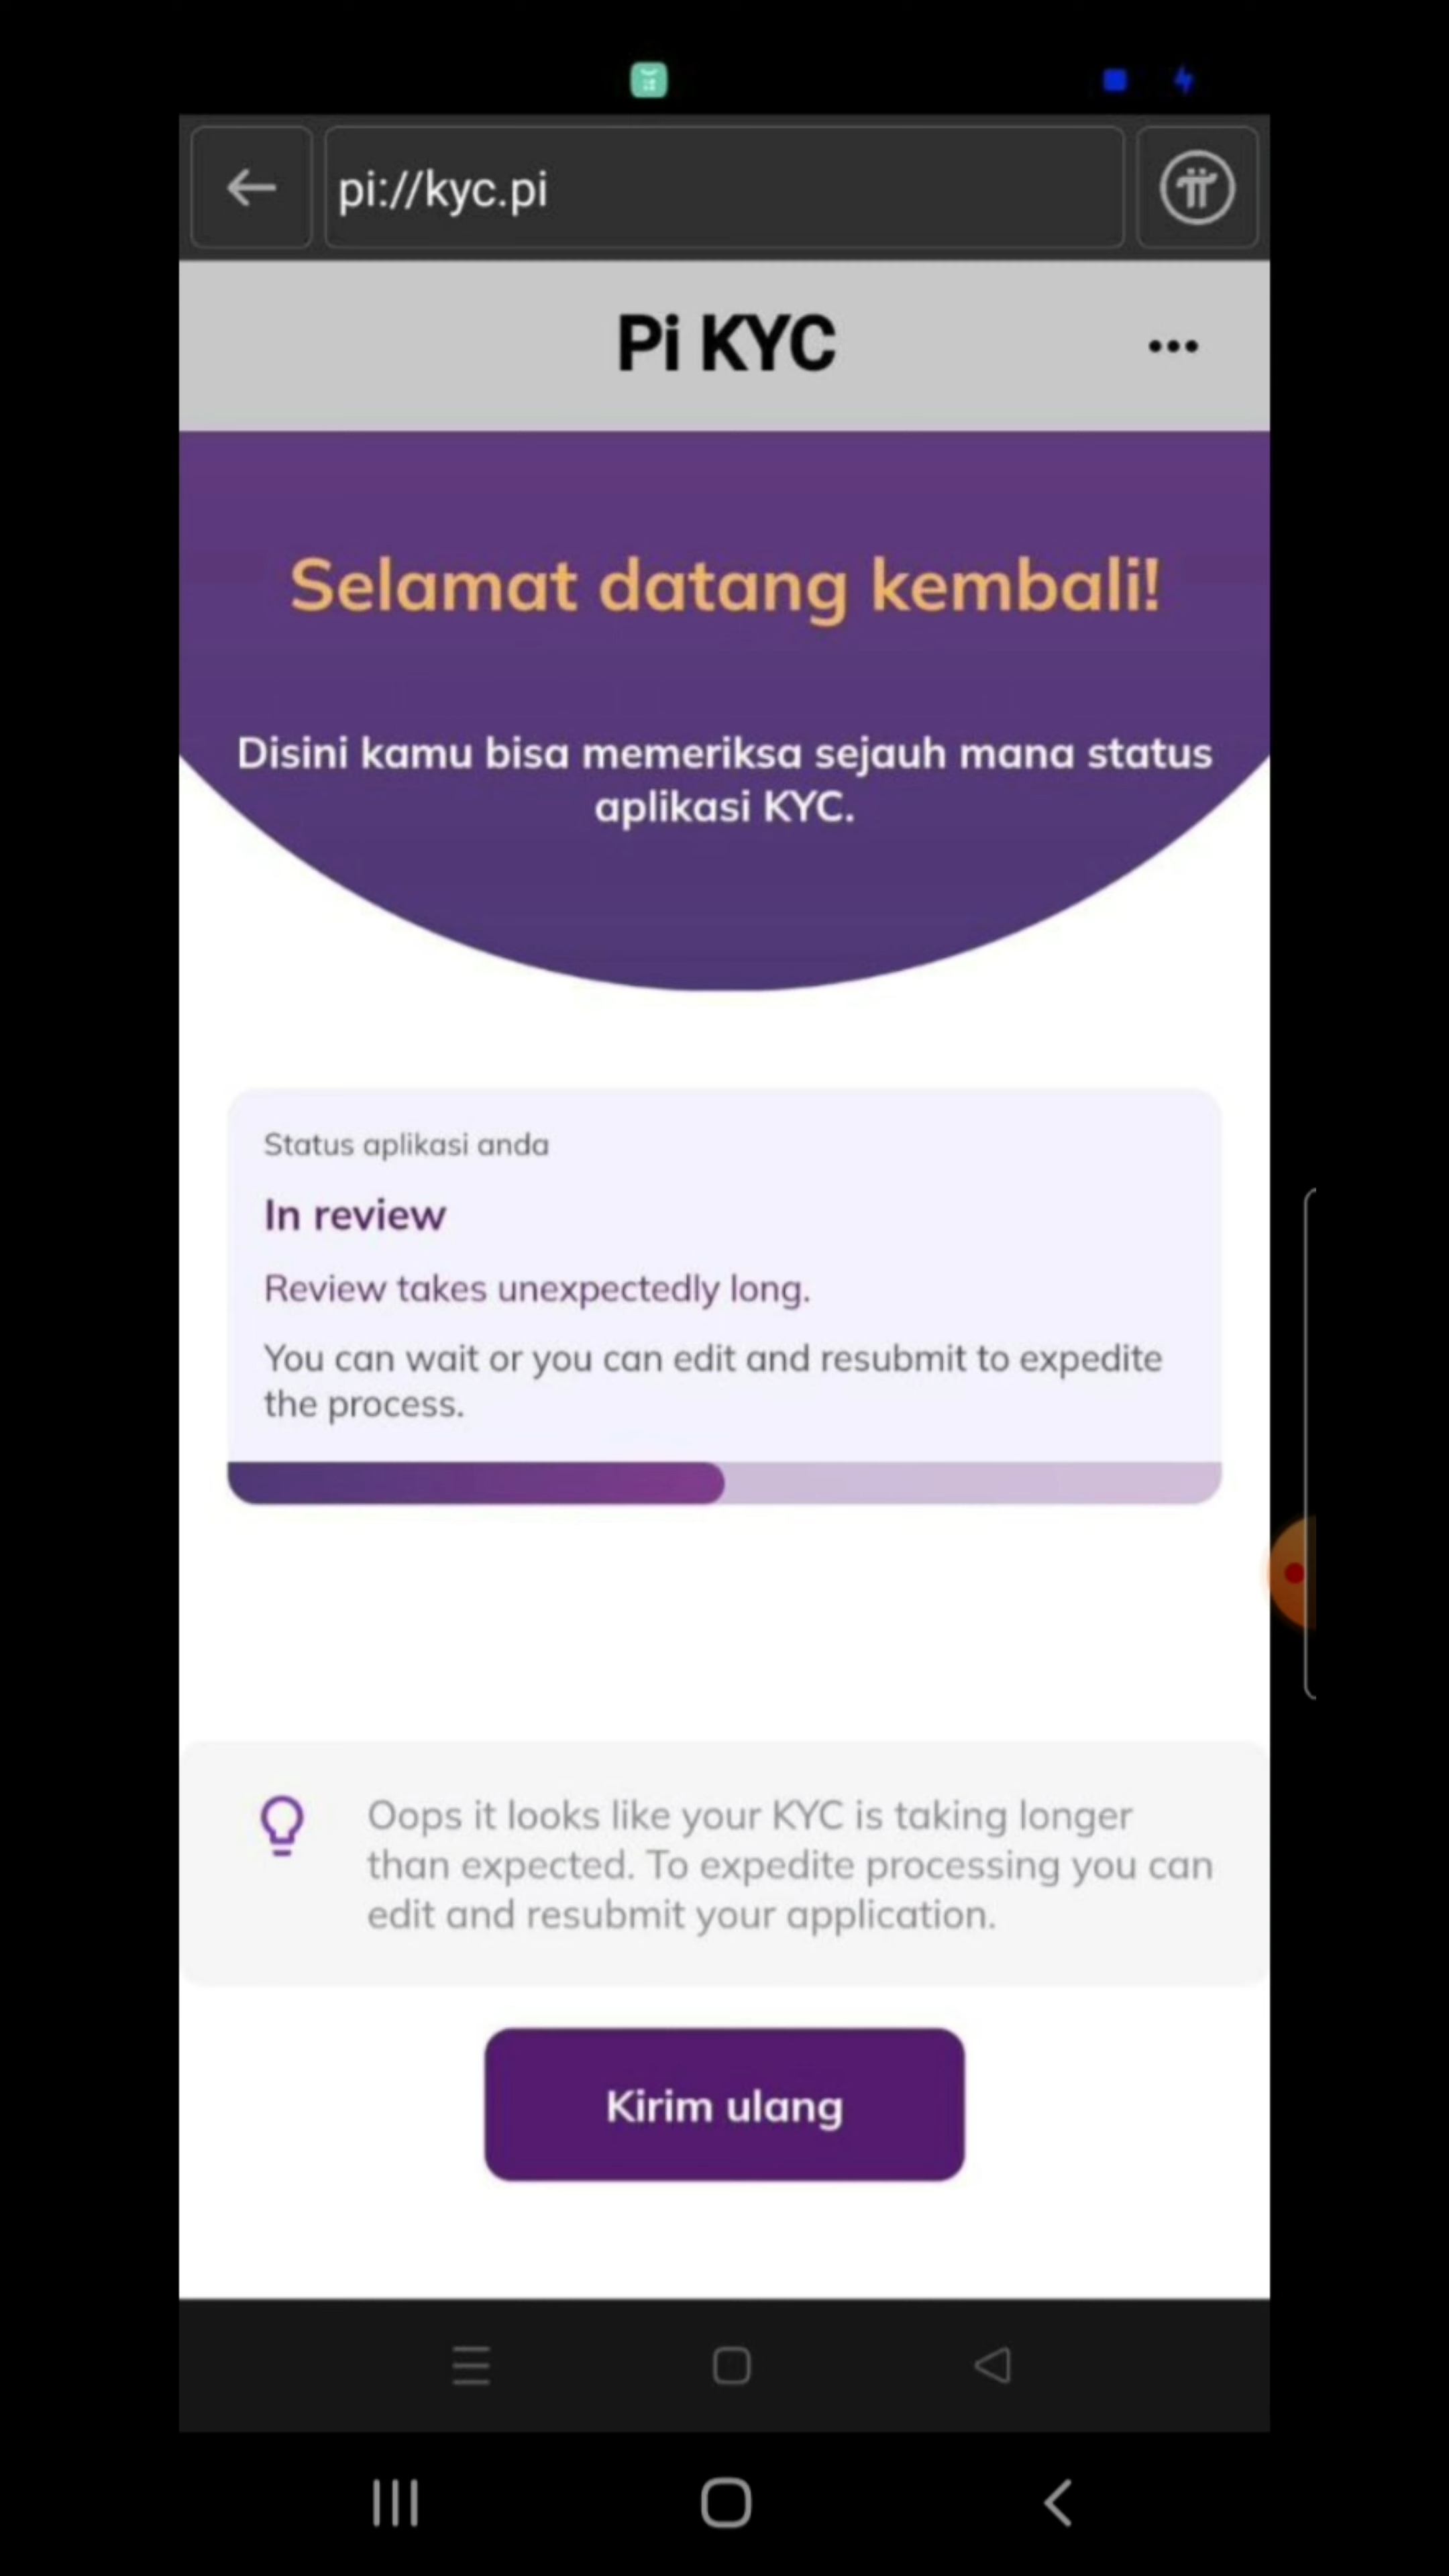 pi://kyc.pi
Pi KYC
Selamat datang kembali!
Disini kamu bisa memeriksa sejauh mana status
aplikasi KYC.
Status aplikasi anda
In review
Review takes unexpectedly long.
You can wait or you can edit and resubmit to expedite
the process.
Oops it looks like your KYC is taking longer
than expected. To expedite processing you can
edit and resubmit your application.
Kirim ulang